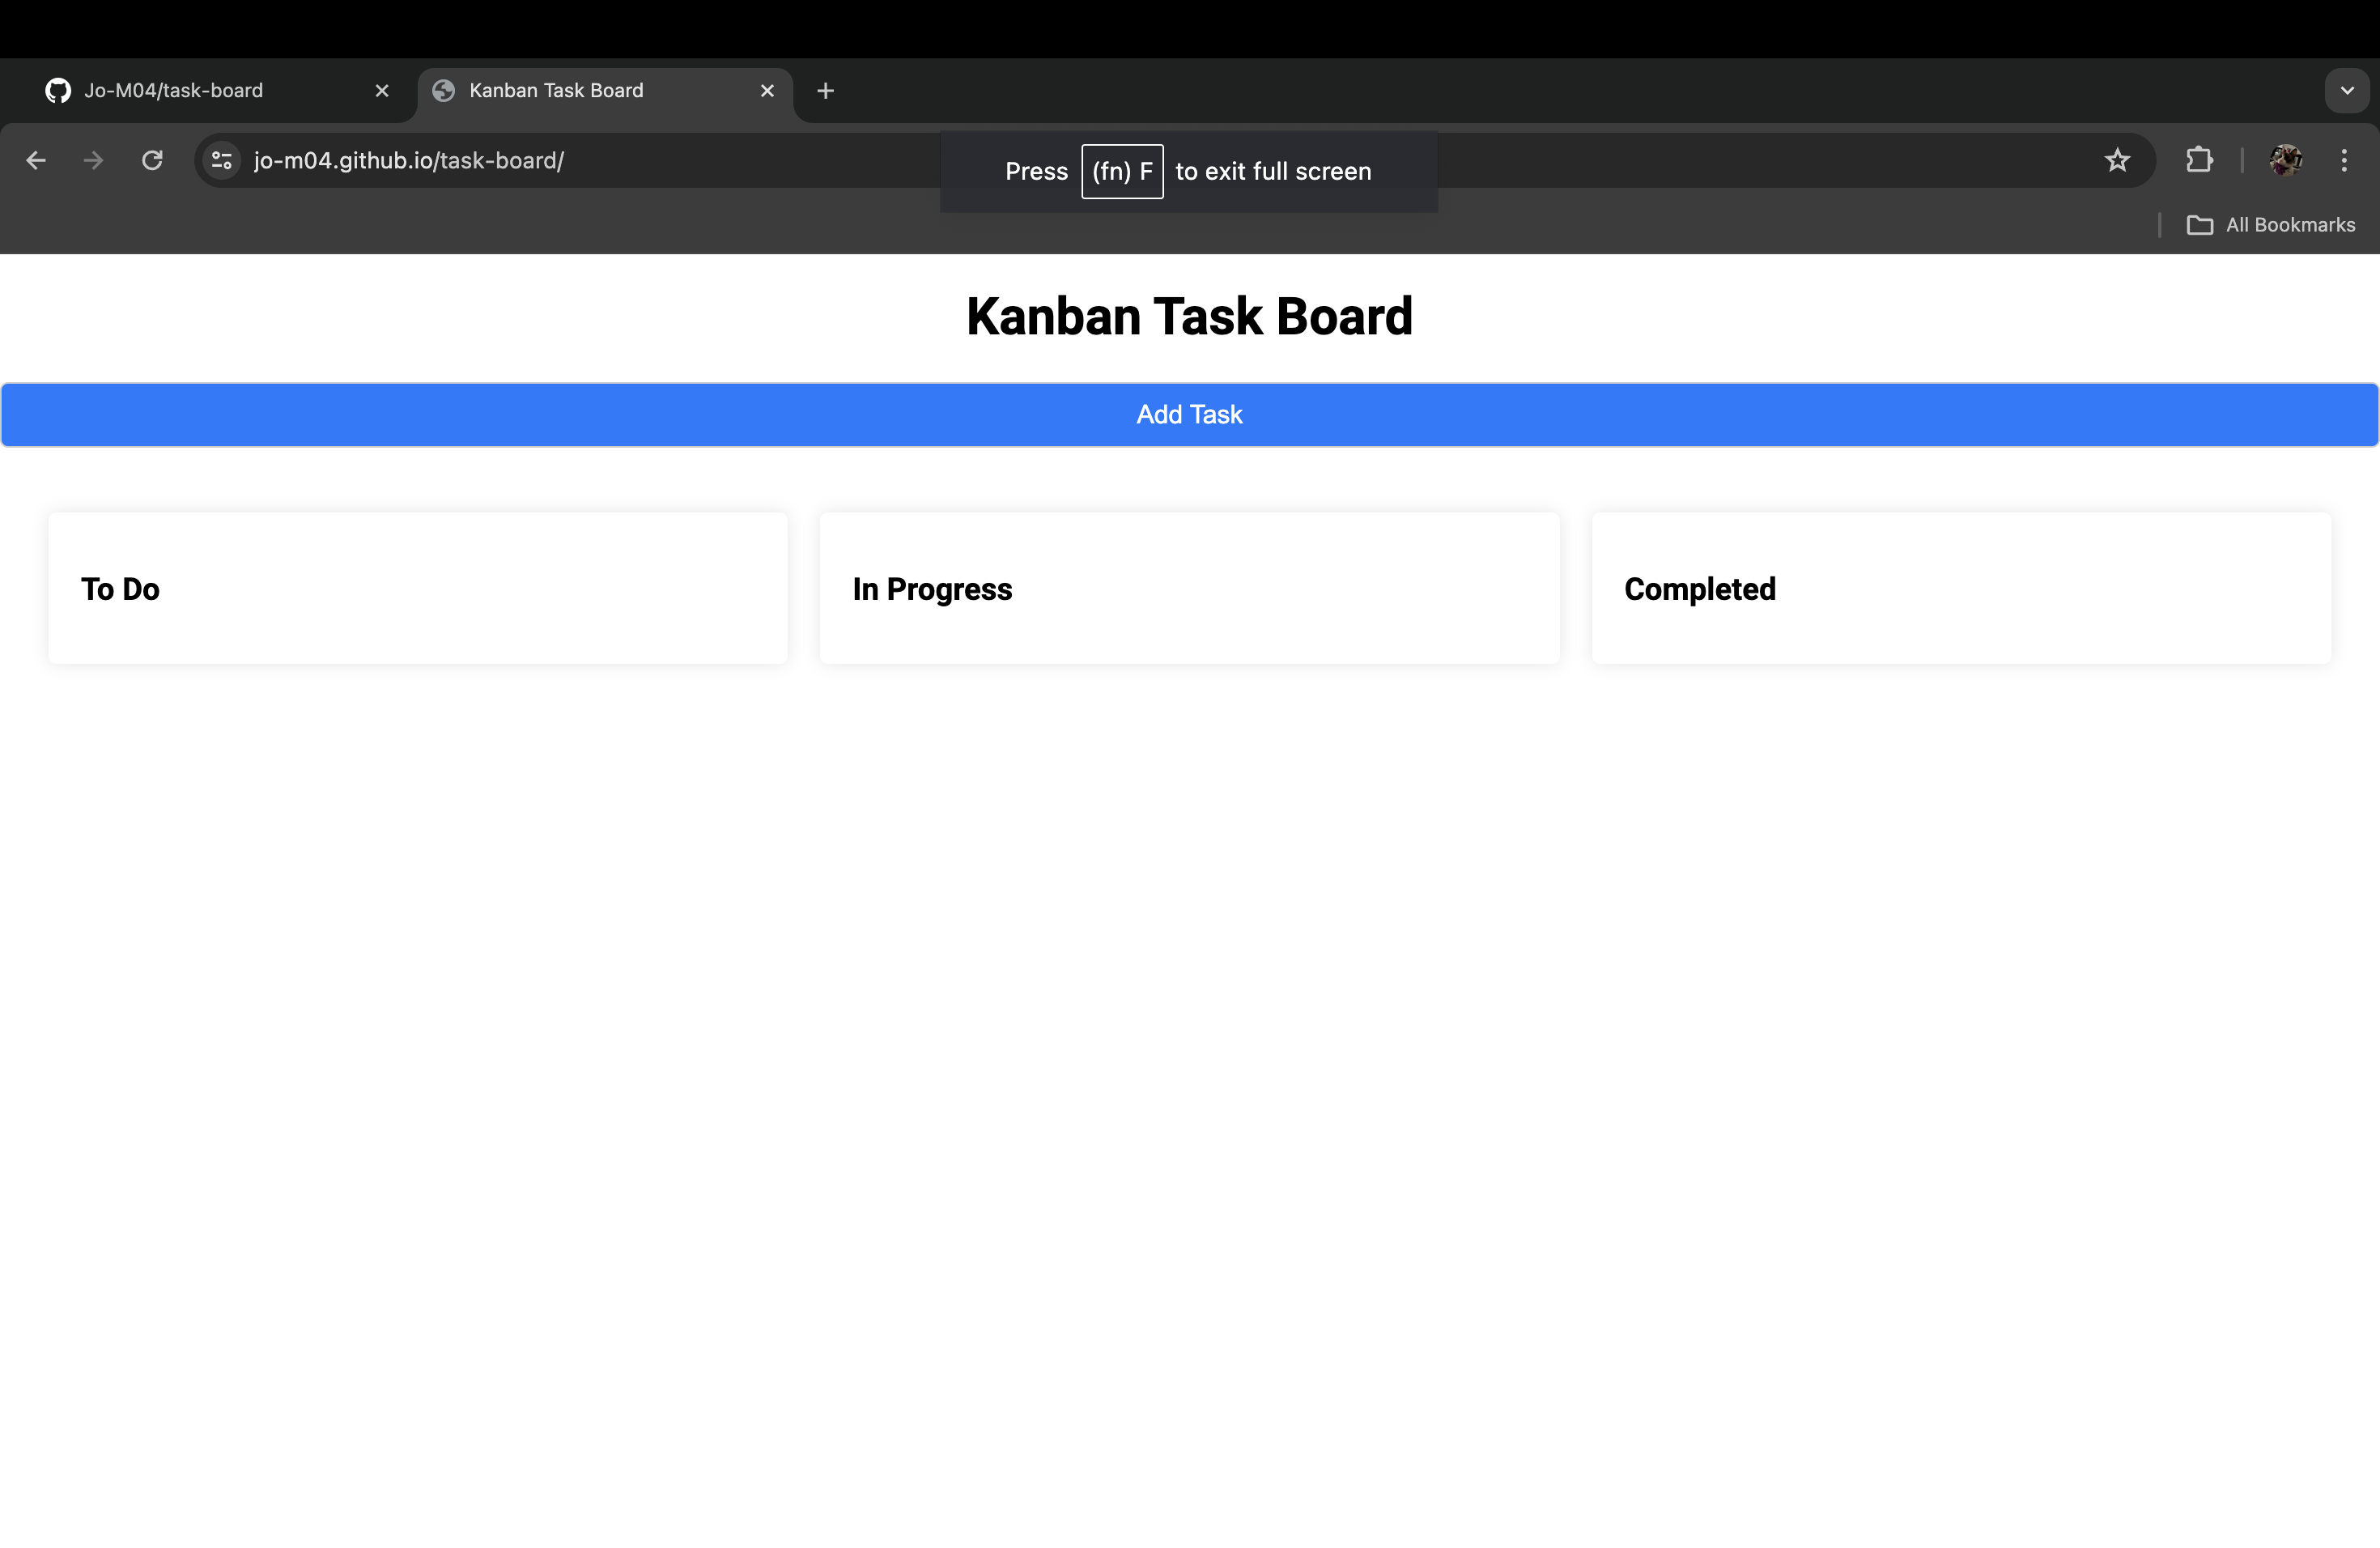 Jo-M04/task-board
Kanban Task Board
jo-m04.github.io/task-board/
Press (fn) F to exit full screen
All Bookmarks
Kanban Task Board
Add Task
To Do
In Progress
Completed